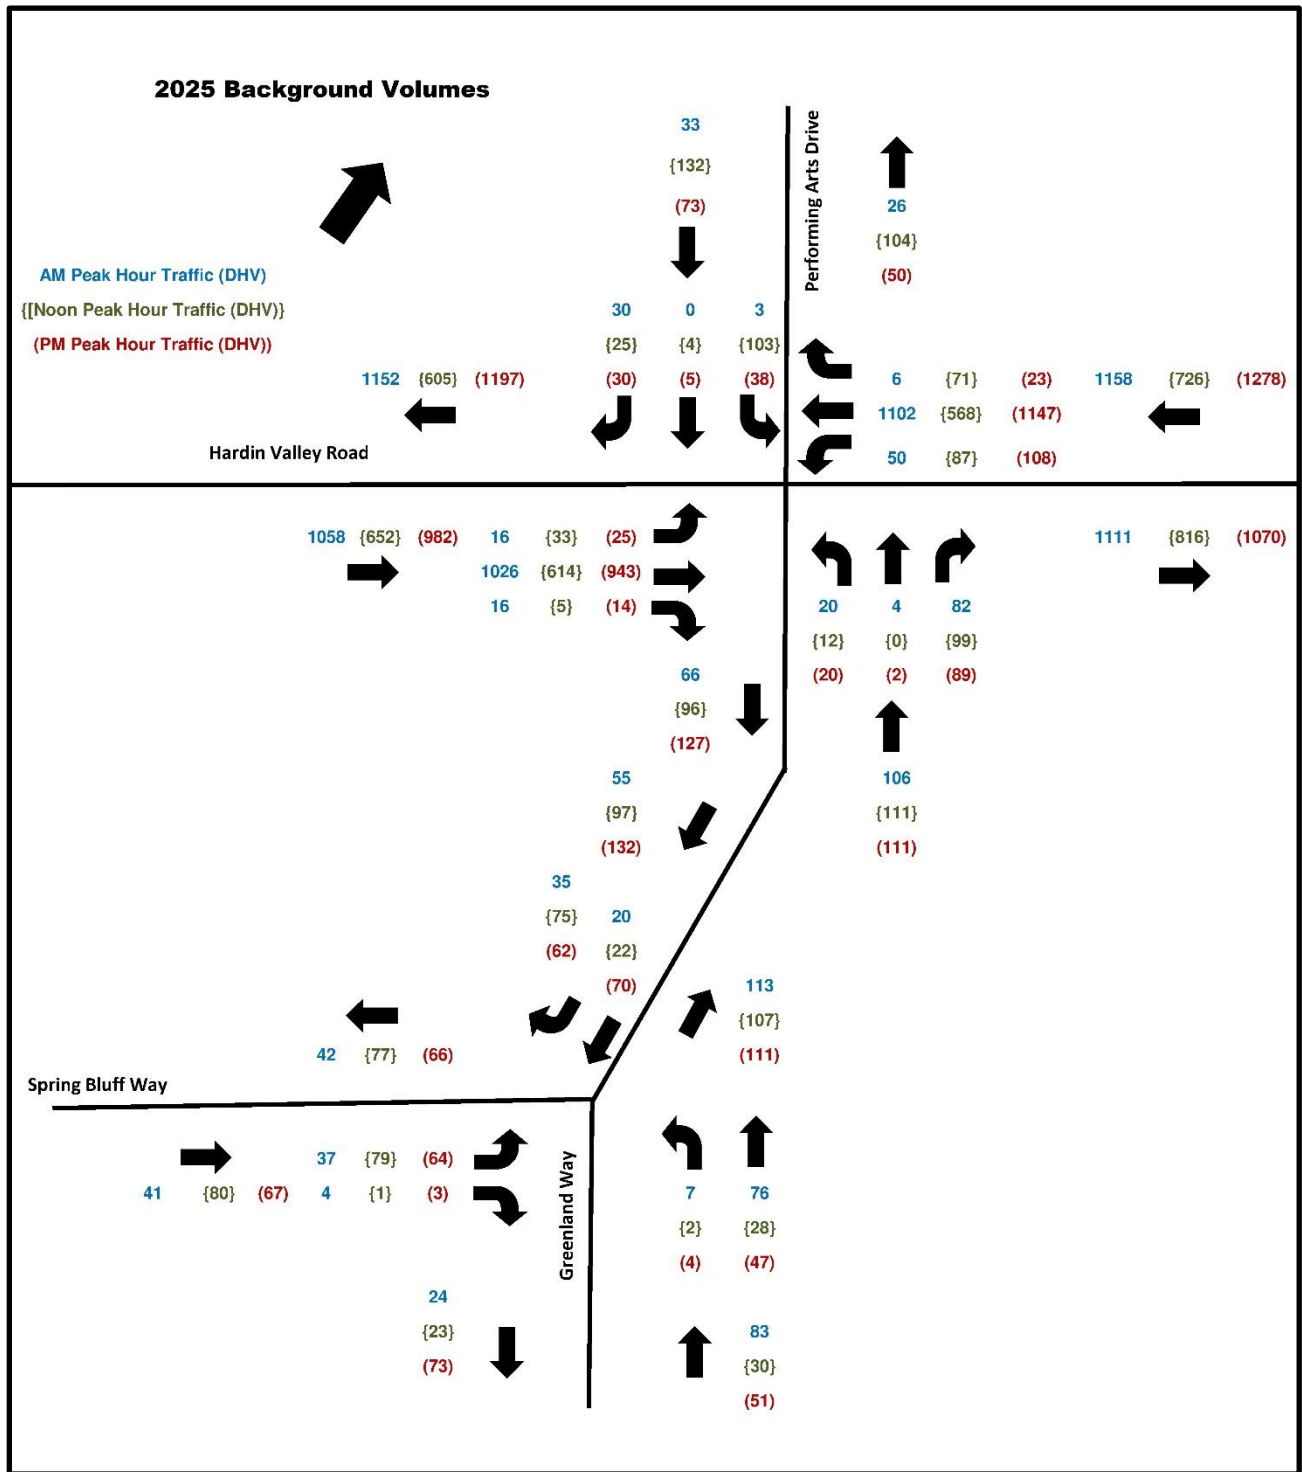 2025 Background Volumes
33
{132}
(73)
Performing Arts Drive
26
{104}
(50)
AM Peak Hour Traffic (DHV)
{[Noon Peak Hour Traffic (DHV)}
(PM Peak Hour Traffic (DHV))
30 0 3
{25} {4} {103}
1152 {605} (1197) (30) (5) (38) 6 {71} (23) 1158 {726} (1278)
1102 {568} (1147)
Hardin Valley Road 50 {87} (108)
1058 {652} (982) 16 {33} (25) 1111 {816} (1070)
1026 {614} (943)
16 {5} (14) 20 4 82
{12} {0} {99}
66 (20) (2) (89)
{96}
(127)
55 106
{97} {111}
(132) (111)
35
{75} 20
(62) {22}
(70) 113
{107}
42 {77} (66) (111)
Spring Bluff Way
37 {79} (64)
41 {80} (67) 4 {1} (3) 7 76
{2} {28}
Greenland Way
(4) (47)
24
{23} 83
(73) {30}
(51)